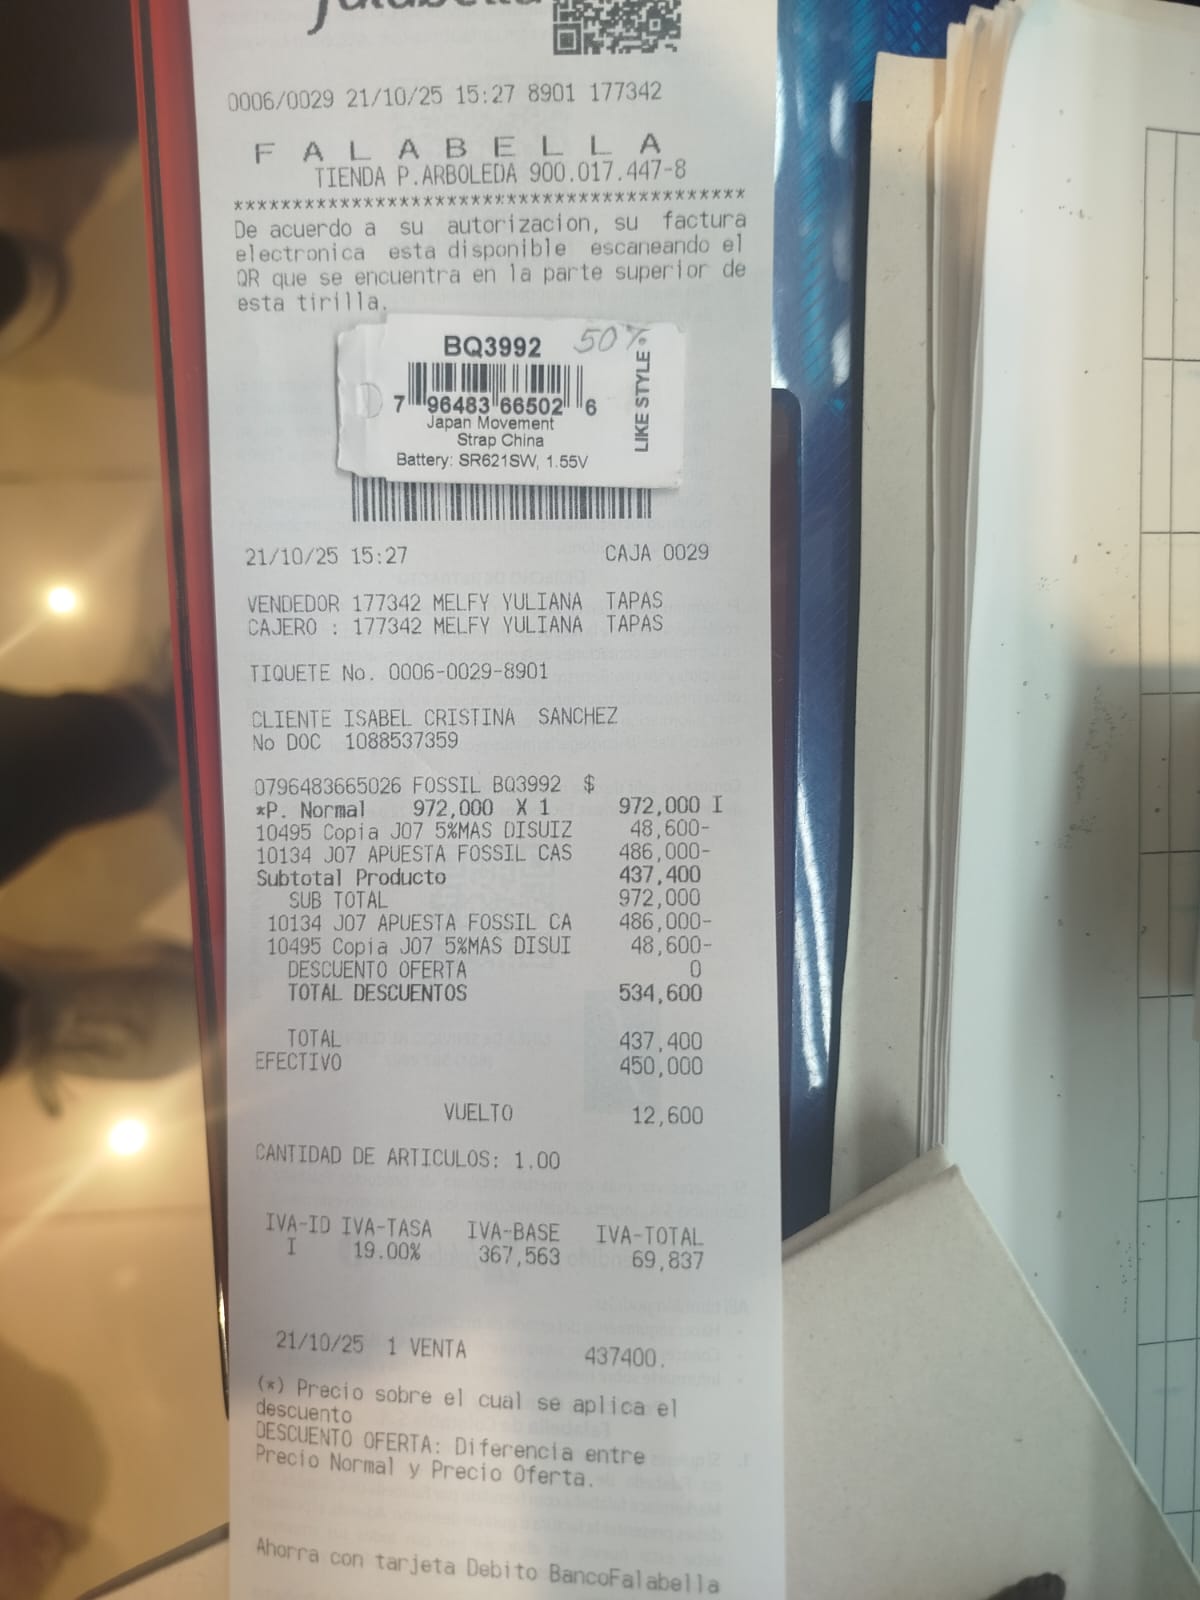 falabella
0006/0029 21/10/25 15:27 8901 177342
F A L A B E L L A
TIENDA P.ARBOLEDA 900.017.447-8
*******************************************
De acuerdo a su autorizacion, su factura
electronica esta disponible escaneando el
QR que se encuentra en la parte superior de
esta tirilla.
BQ3992 50%
7 96483 66502 6
Japan Movement
Strap China
Battery: SR621SW, 1.55V
LIKE STYLE
21/10/25 15:27 CAJA 0029
VENDEDOR 177342 MELFY YULIANA TAPAS
CAJERO : 177342 MELFY YULIANA TAPAS
TIQUETE No. 0006-0029-8901
CLIENTE ISABEL CRISTINA SANCHEZ
No DOC 1088537359
0796483665026 FOSSIL BQ3992 $
*P. Normal 972,000 X 1 972,000 I
10495 Copia J07 5%MAS DISUIZ 48,600-
10134 J07 APUESTA FOSSIL CAS 486,000-
Subtotal Producto 437,400
SUB TOTAL 972,000
10134 J07 APUESTA FOSSIL CA 486,000-
10495 Copia J07 5%MAS DISUI 48,600-
DESCUENTO OFERTA 0
TOTAL DESCUENTOS 534,600
TOTAL 437,400
EFECTIVO 450,000
VUELTO 12,600
CANTIDAD DE ARTICULOS: 1.00
IVA-ID IVA-TASA IVA-BASE IVA-TOTAL
I 19.00% 367,563 69,837
21/10/25 1 VENTA 437400.
(*) Precio sobre el cual se aplica el
descuento
DESCUENTO OFERTA: Diferencia entre
Precio Normal y Precio Oferta.
Ahorra con tarjeta Debito BancoFalabella